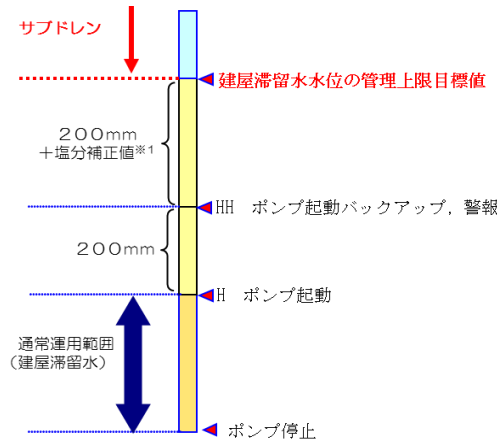 サブドレン
建屋滞留水水位の管理上限目標値
200mm
+塩分補正値※1
HH ポンプ起動バックアップ，警報
200mm
H ポンプ起動
通常運用範囲
（建屋滞留水）
ポンプ停止